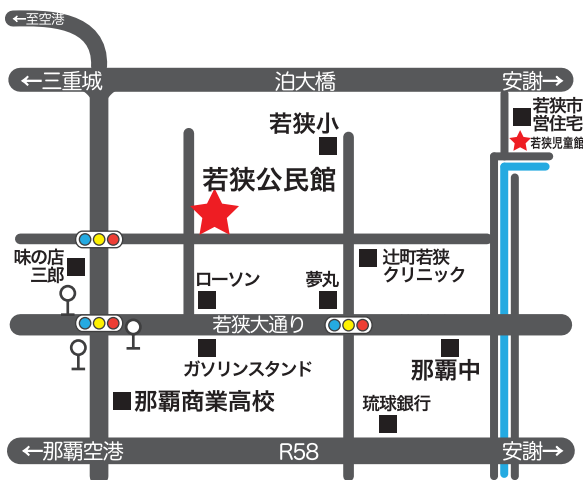 ←至空港
←三重城
泊大橋
安謝→
若狭市
営住宅
若狭児童館
若狭小
若狭公民館
味の店
三郎
辻町若狭
クリニック
ローソン
夢丸
若狭大通り
ガソリンスタンド
那覇中
那覇商業高校
琉球銀行
←那覇空港
R58
安謝→